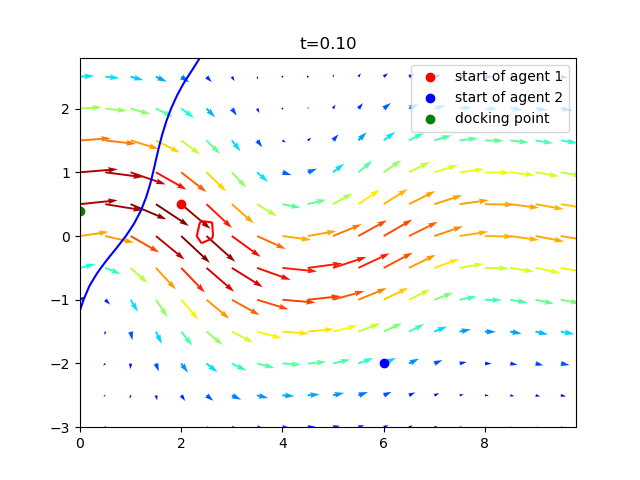 t=0.10
start of agent 1
start of agent 2
docking point
2
1
0
−1
−2
−3
0 2 4 6 8